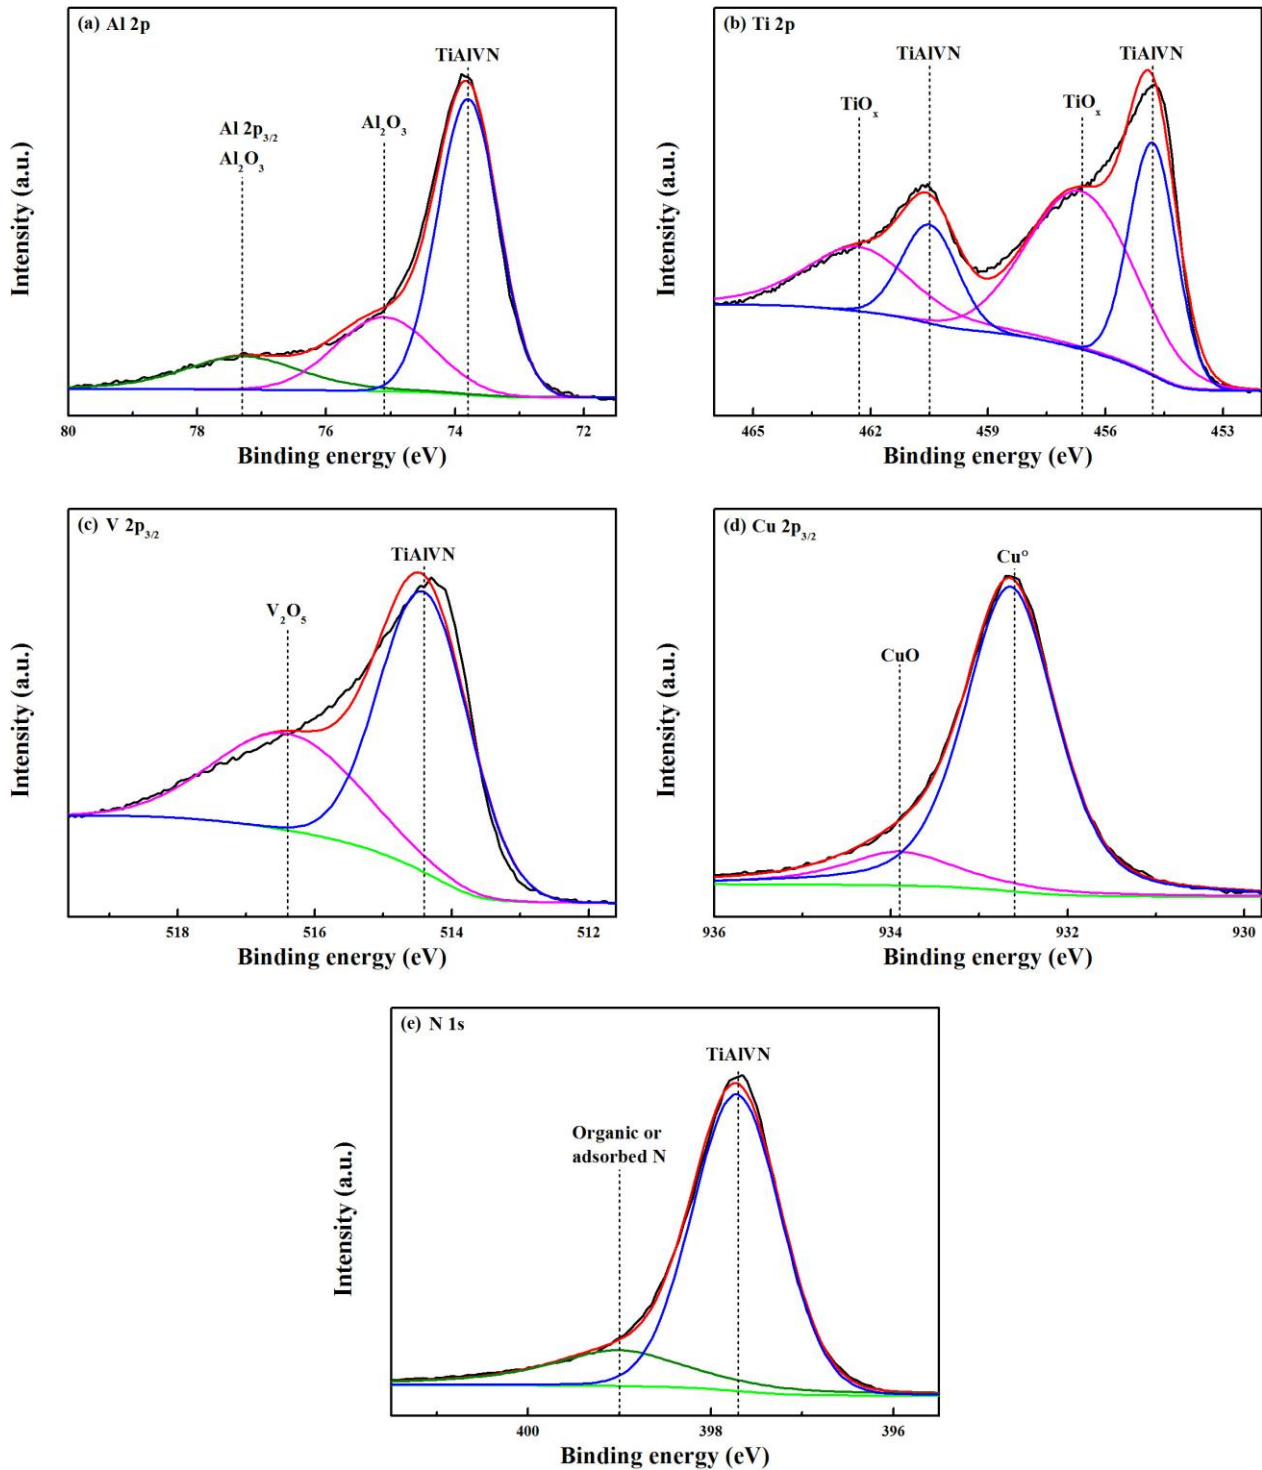 (a) Al 2p
TiAlVN
Al 2p3/2
Al2O3
Al2O3
Intensity (a.u.)
80 78 76 74 72
Binding energy (eV)
(b) Ti 2p
TiAlVN
TiAlVN
TiOx
TiOx
Intensity (a.u.)
465 462 459 456 453
Binding energy (eV)
(c) V 2p3/2
TiAlVN
V2O5
Intensity (a.u.)
518 516 514 512
Binding energy (eV)
(d) Cu 2p3/2
Cu°
CuO
Intensity (a.u.)
936 934 932 930
Binding energy (eV)
(e) N 1s
TiAlVN
Organic or
adsorbed N
Intensity (a.u.)
400 398 396
Binding energy (eV)